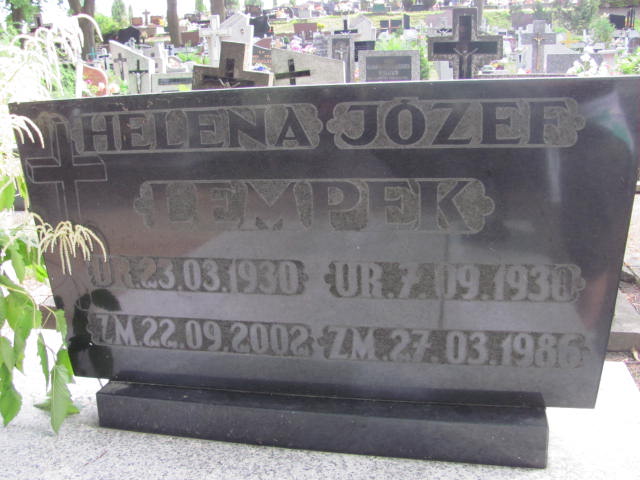 HELENA JÓZEF
LEMPEK
UR. 23.03.1930 UR. 7.09.1930
ZM. 22.09.2002 ZM. 27.03.1986